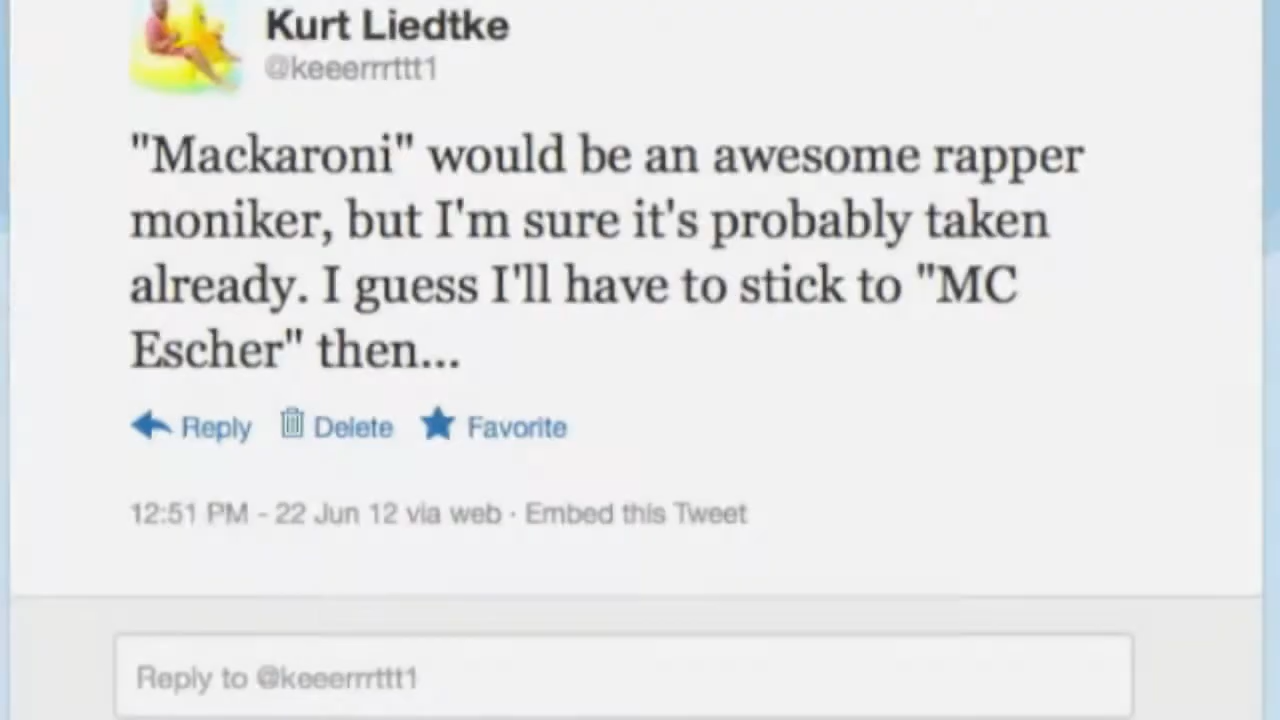 Kurt Liedtke
@keeerrrttt1
"Mackaroni" would be an awesome rapper
moniker, but I'm sure it's probably taken
already. I guess I'll have to stick to "MC
Escher" then...
Reply Delete Favorite
12:51 PM - 22 Jun 12 via web · Embed this Tweet
Reply to @keeerrrttt1